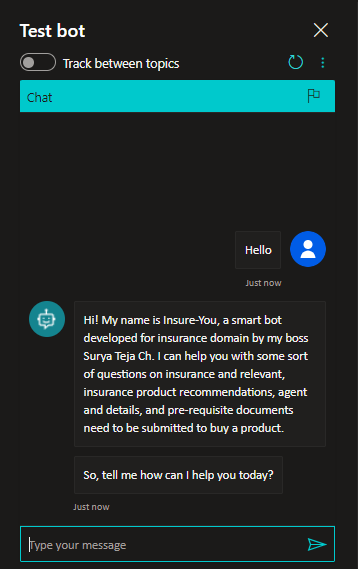 Test bot
Track between topics
Chat
Hello
Just now
Hi! My name is Insure-You, a smart bot
developed for insurance domain by my boss
Surya Teja Ch. I can help you with some sort
of questions on insurance and relevant,
insurance product recommendations, agent
and details, and pre-requisite documents
need to be submitted to buy a product.
So, tell me how can I help you today?
Just now
Type your message